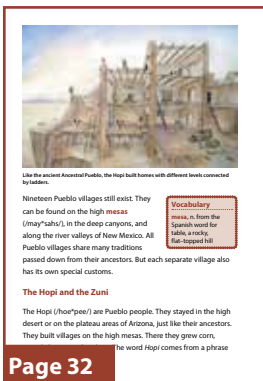 Like the ancient Ancestral Pueblo, the Hopi built homes with different levels connected
by ladders.
Nineteen Pueblo villages still exist. They
can be found on the high mesas
(/may*sahs/), in the deep canyons, and
along the river valleys of New Mexico. All
Pueblo villages share many traditions
passed down from their ancestors. But each separate village also
has its own special customs.
Vocabulary
mesa, n. from the
Spanish word for
table, a rocky,
flat-topped hill
The Hopi and the Zuni
The Hopi (/hoe*pee/) are Pueblo people. They stayed in the high
desert or on the plateau areas of Arizona, just like their ancestors.
They built villages on the high mesas. There they grew corn,
The word Hopi comes from a phrase
Page 32